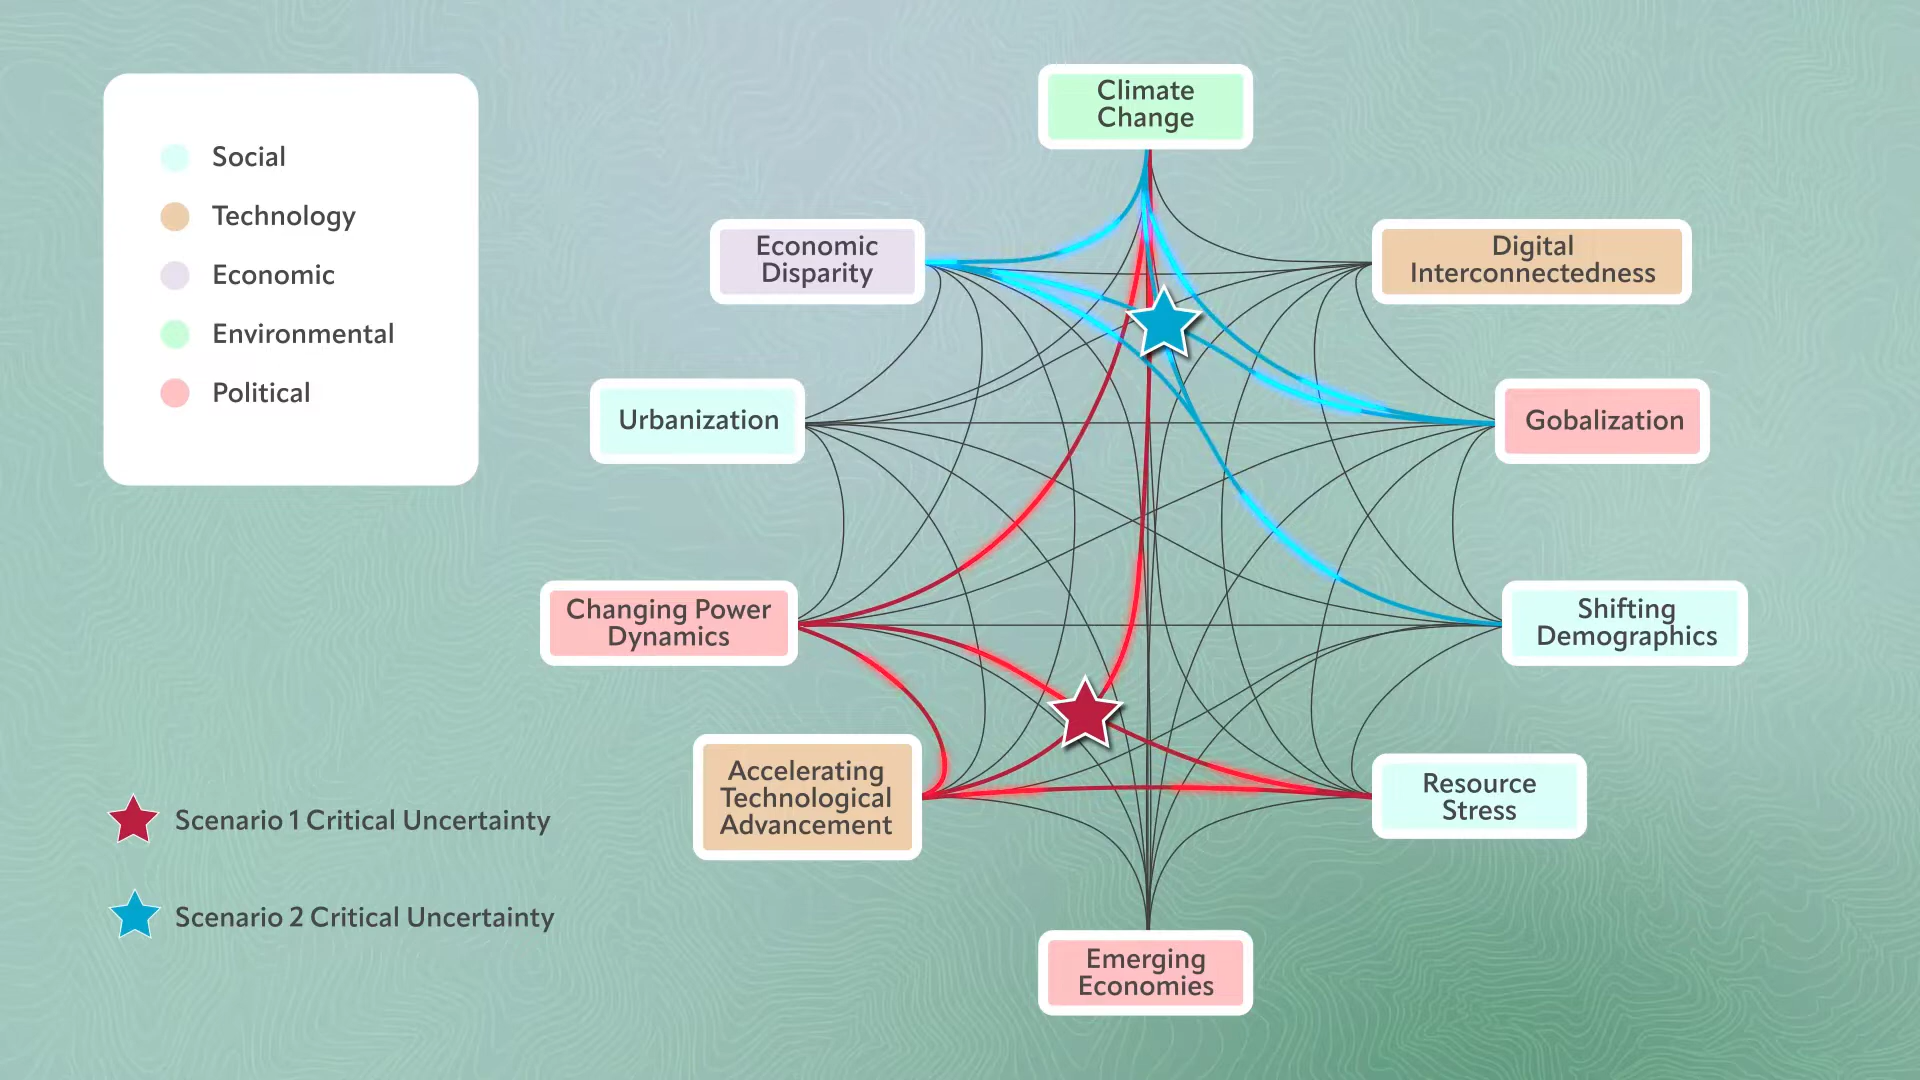 Social
Technology
Economic
Environmental
Political
Climate
Change
Economic
Disparity
Digital
Interconnectedness
Urbanization
Gobalization
Changing Power
Dynamics
Shifting
Demographics
Accelerating
Technological
Advancement
Resource
Stress
Emerging
Economies
Scenario 1 Critical Uncertainty
Scenario 2 Critical Uncertainty